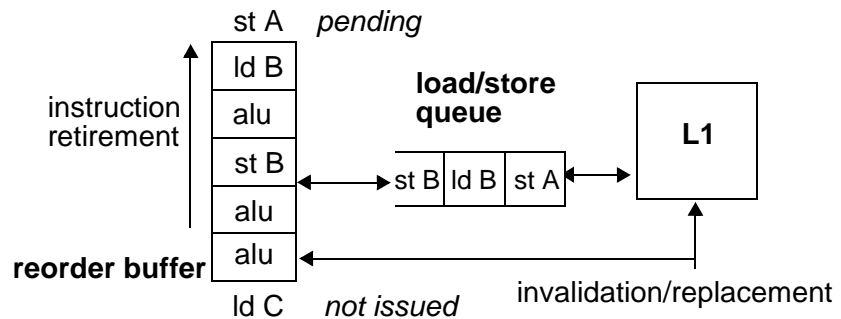 st A pending
ld B
alu
st B
alu
alu
ld C not issued
instruction
retirement
reorder buffer
load/store
queue
st B ld B st A
L1
invalidation/replacement